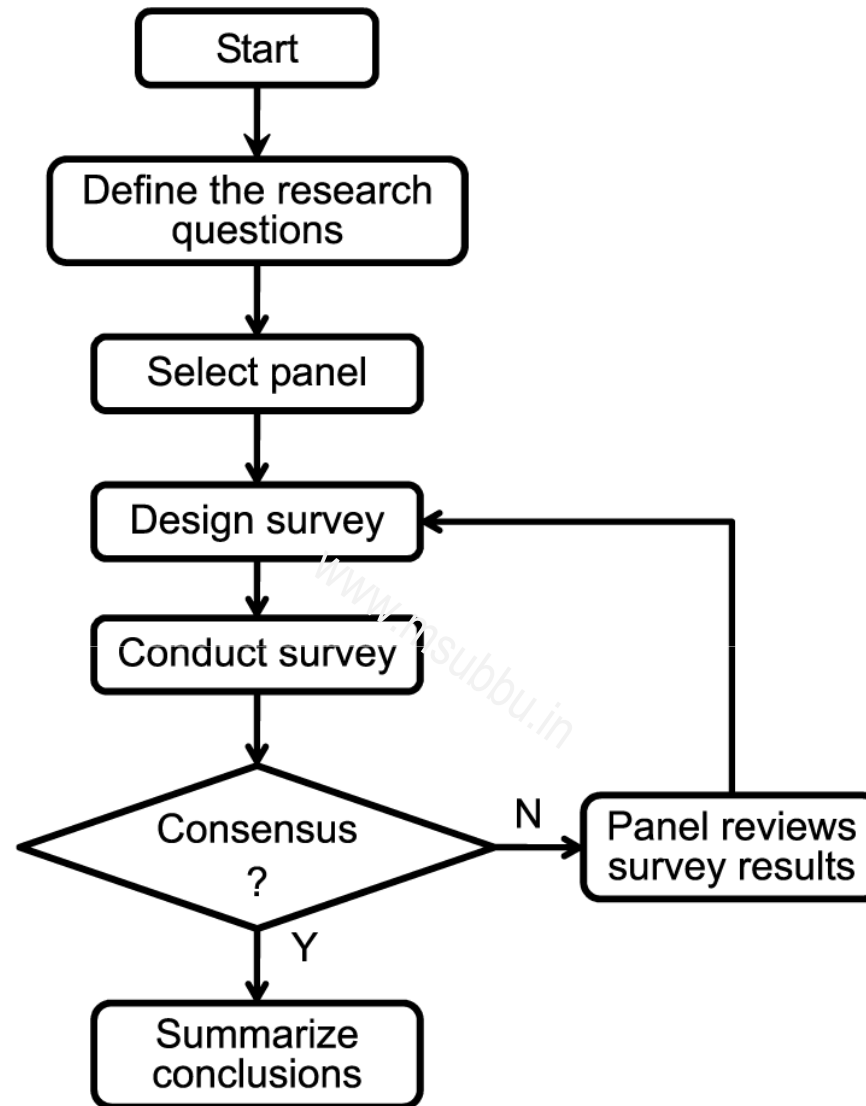 Start
Define the research
questions
Select panel
Design survey
www.msubbu.in
Conduct survey
Consensus
?
N
Panel reviews
survey results
Y
Summarize
conclusions